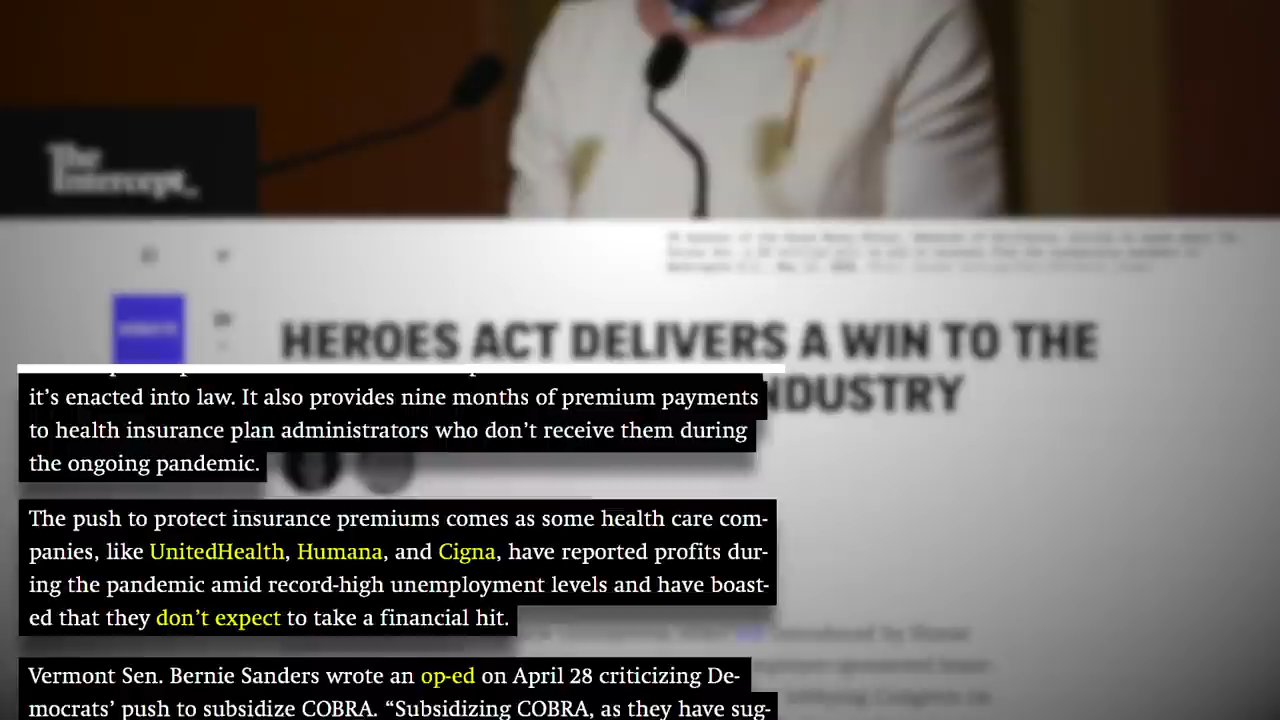 The
Intercept_
HEROES ACT DELIVERS A WIN TO THE
NDUSTRY
it’s enacted into law. It also provides nine months of premium payments
to health insurance plan administrators who don’t receive them during
the ongoing pandemic.
The push to protect insurance premiums comes as some health care com-
panies, like UnitedHealth, Humana, and Cigna, have reported profits dur-
ing the pandemic amid record-high unemployment levels and have boast-
ed that they don’t expect to take a financial hit.
Vermont Sen. Bernie Sanders wrote an op-ed on April 28 criticizing De-
mocrats’ push to subsidize COBRA. “Subsidizing COBRA, as they have sug-